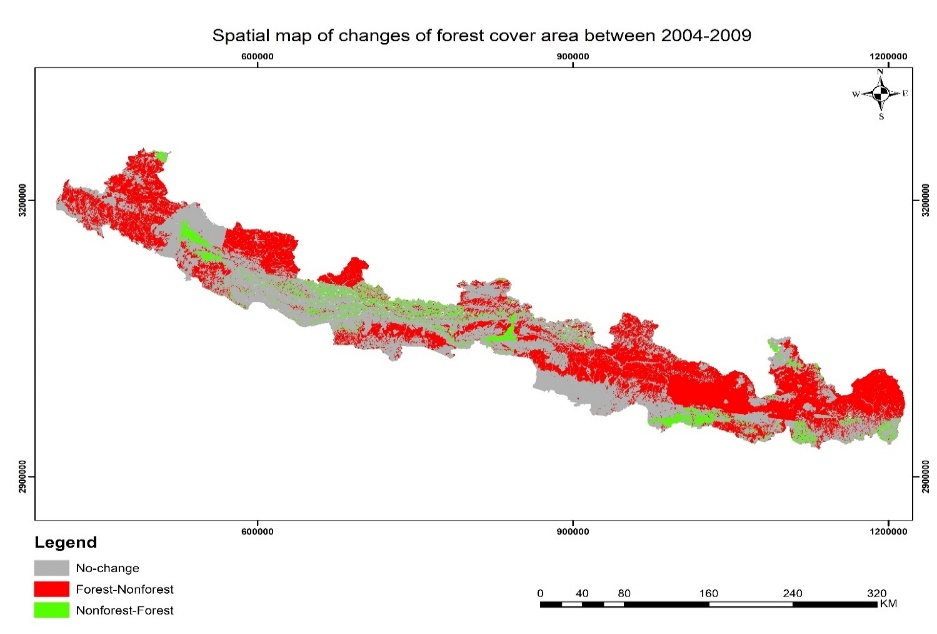 Spatial map of changes of forest cover area between 2004-2009
600000 900000 1200000
N
W E
S
3200000 3200000
2900000 2900000
600000 900000 1200000
Legend
No-change
Forest-Nonforest
Nonforest-Forest
0 40 80 160 240 320
KM